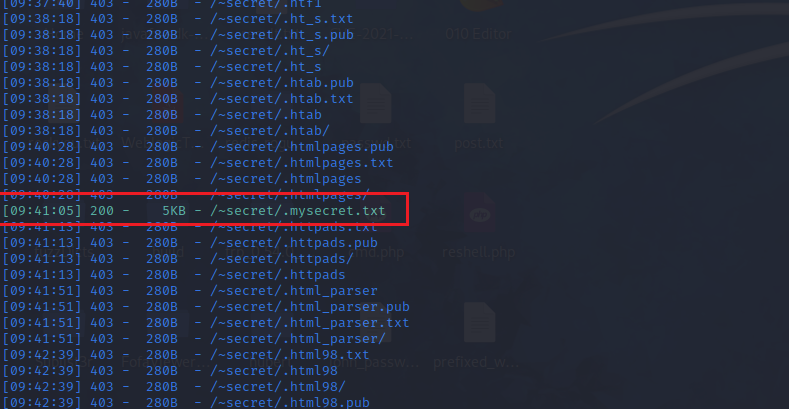 [09:37:40] 403 -  280B  - /~secret/.htfl
[09:38:18] 403 -  280B  - /~secret/.ht_s.txt
[09:38:18] 403 -  280B  - /~secret/.ht_s.pub
[09:38:18] 403 -  280B  - /~secret/.ht_s/
[09:38:18] 403 -  280B  - /~secret/.ht_s
[09:38:18] 403 -  280B  - /~secret/.htab.pub
[09:38:18] 403 -  280B  - /~secret/.htab.txt
[09:38:18] 403 -  280B  - /~secret/.htab
[09:38:18] 403 -  280B  - /~secret/.htab/
[09:40:28] 403 -  280B  - /~secret/.htmlpages.pub
[09:40:28] 403 -  280B  - /~secret/.htmlpages.txt
[09:40:28] 403 -  280B  - /~secret/.htmlpages
[09:40:28] 403 -  280B  - /~secret/.htmlpages/
[09:41:05] 200 -    5KB - /~secret/.mysecret.txt
[09:41:13] 403 -  280B  - /~secret/.httpads.txt
[09:41:13] 403 -  280B  - /~secret/.httpads.pub
[09:41:13] 403 -  280B  - /~secret/.httpads/
[09:41:13] 403 -  280B  - /~secret/.httpads
[09:41:51] 403 -  280B  - /~secret/.html_parser
[09:41:51] 403 -  280B  - /~secret/.html_parser.pub
[09:41:51] 403 -  280B  - /~secret/.html_parser.txt
[09:41:51] 403 -  280B  - /~secret/.html_parser/
[09:42:39] 403 -  280B  - /~secret/.html98.txt
[09:42:39] 403 -  280B  - /~secret/.html98
[09:42:39] 403 -  280B  - /~secret/.html98/
[09:42:39] 403 -  280B  - /~secret/.html98.pub
010 Editor
post.txt
reshell.php
prefixed_w...